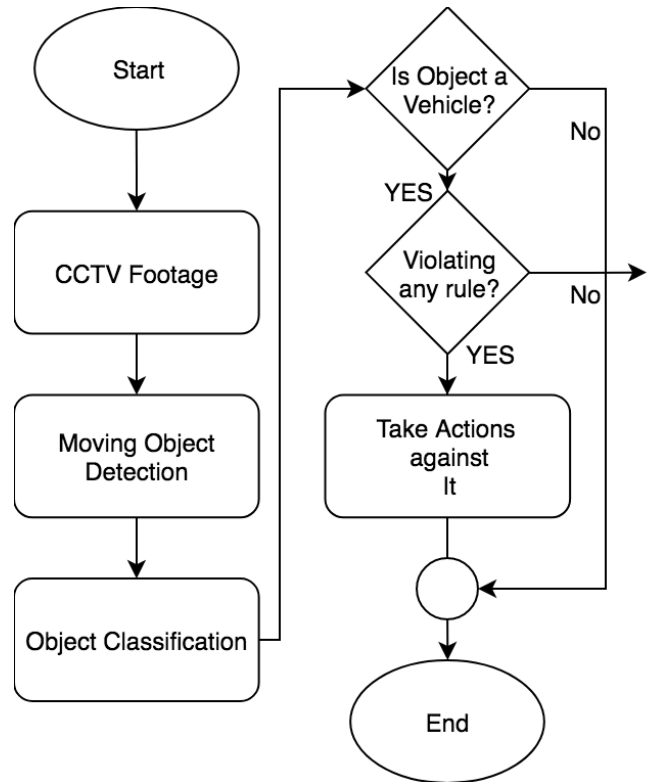 Start
CCTV Footage
Moving Object
Detection
Object Classification
Is Object a
Vehicle?
No
YES
Violating
any rule?
No
YES
Take Actions
against
It
End